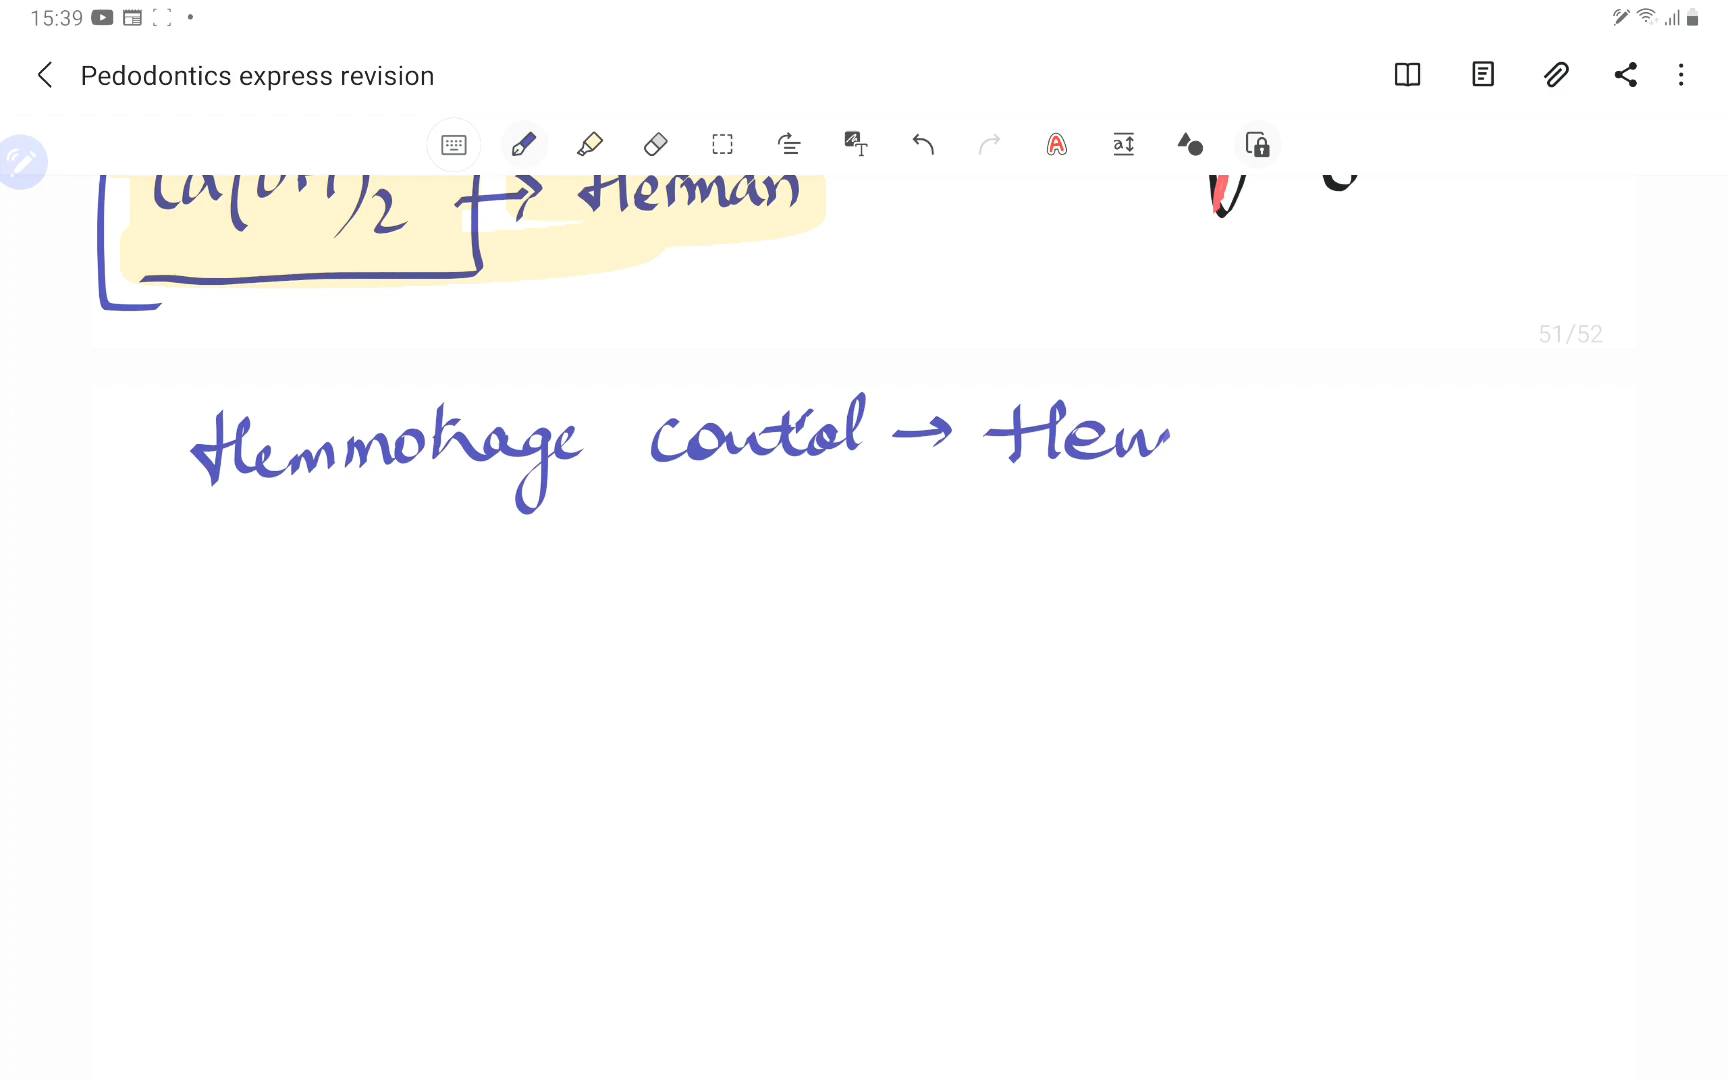 15:39
Pedodontics express revision
Ca(OH)2 → Herman
51/52
Hemmorhage control → Hem